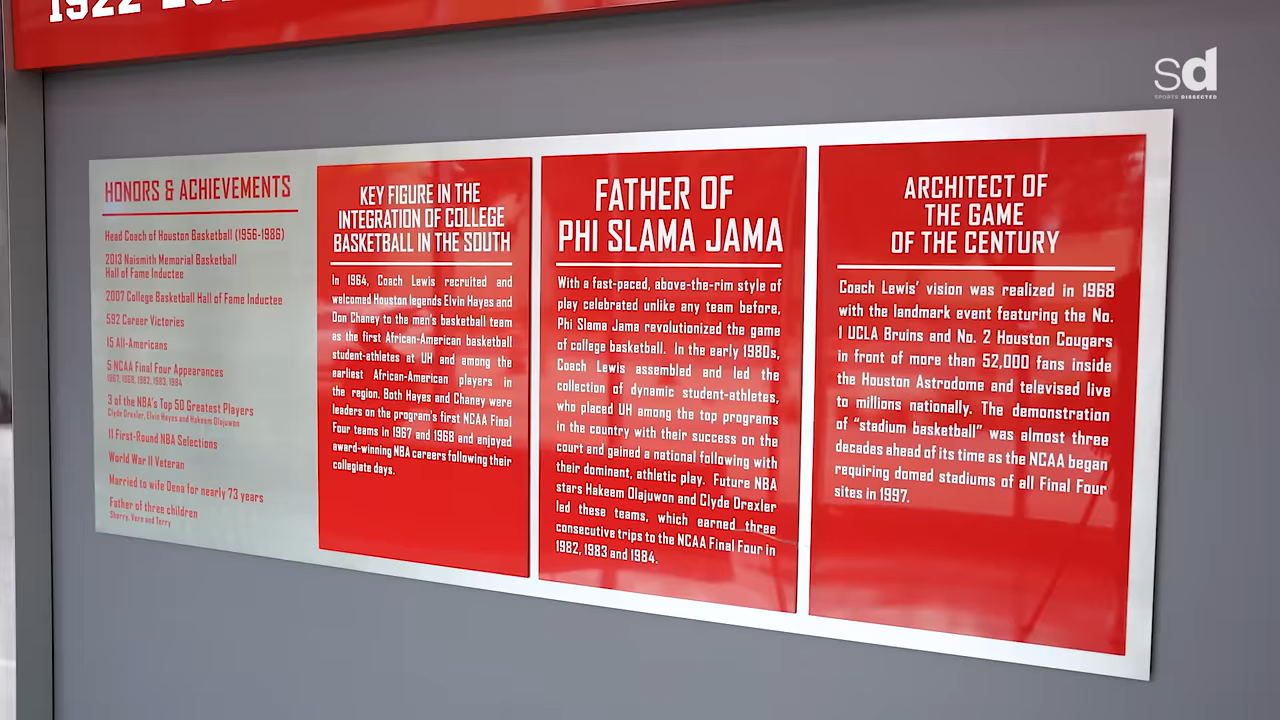 1922-20
sd
SPORTS DISSECTED
HONORS & ACHIEVEMENTS
Head Coach of Houston Basketball (1956-1986)
2013 Naismith Memorial Basketball
Hall of Fame Inductee
2007 College Basketball Hall of Fame Inductee
592 Career Victories
15 All-Americans
5 NCAA Final Four Appearances
1967, 1968, 1982, 1983, 1984
3 of the NBA's Top 50 Greatest Players
Clyde Drexler, Elvin Hayes and Hakeem Olajuwon
11 First-Round NBA Selections
World War II Veteran
Married to wife Dena for nearly 73 years
Father of three children
Sherry, Vern and Terry
KEY FIGURE IN THE
INTEGRATION OF COLLEGE
BASKETBALL IN THE SOUTH
In 1964, Coach Lewis recruited and
welcomed Houston legends Elvin Hayes and
Don Chaney to the men's basketball team
as the first African-American basketball
student-athletes at UH and among the
earliest African-American players in
the region. Both Hayes and Chaney were
leaders on the program's first NCAA Final
Four teams in 1967 and 1968 and enjoyed
award-winning NBA careers following their
collegiate days.
FATHER OF
PHI SLAMA JAMA
With a fast-paced, above-the-rim style of
play celebrated unlike any team before,
Phi Slama Jama revolutionized the game
of college basketball. In the early 1980s,
Coach Lewis assembled and led the
collection of dynamic student-athletes,
who placed UH among the top programs
in the country with their success on the
court and gained a national following with
their dominant, athletic play. Future NBA
stars Hakeem Olajuwon and Clyde Drexler
led these teams, which earned three
consecutive trips to the NCAA Final Four in
1982, 1983 and 1984.
ARCHITECT OF
THE GAME
OF THE CENTURY
Coach Lewis' vision was realized in 1968
with the landmark event featuring the No.
1 UCLA Bruins and No. 2 Houston Cougars
in front of more than 52,000 fans inside
the Houston Astrodome and televised live
to millions nationally. The demonstration
of "stadium basketball" was almost three
decades ahead of its time as the NCAA began
requiring domed stadiums of all Final Four
sites in 1997.